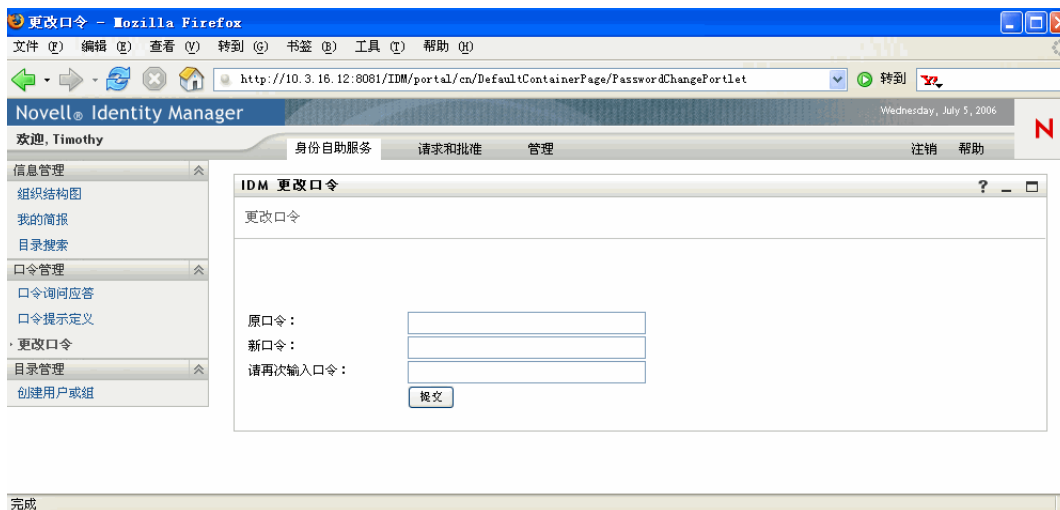 更改口令 - Mozilla Firefox
文件 (F) 编辑 (E) 查看 (V) 转到 (G) 书签 (B) 工具 (T) 帮助 (H)
http://10.3.16.12:8081/IDM/portal/cn/DefaultContainerPage/PasswordChangePortlet 转到 Y!
Novell® Identity Manager Wednesday, July 5, 2006
N
欢迎, Timothy
身份自助服务 请求和批准 管理 注销 帮助
信息管理
组织结构图
我的简报
目录搜索
口令管理
口令询问应答
口令提示定义
更改口令
目录管理
创建用户或组
IDM 更改口令 ?
更改口令
原口令：
新口令：
请再次输入口令：
提交
完成